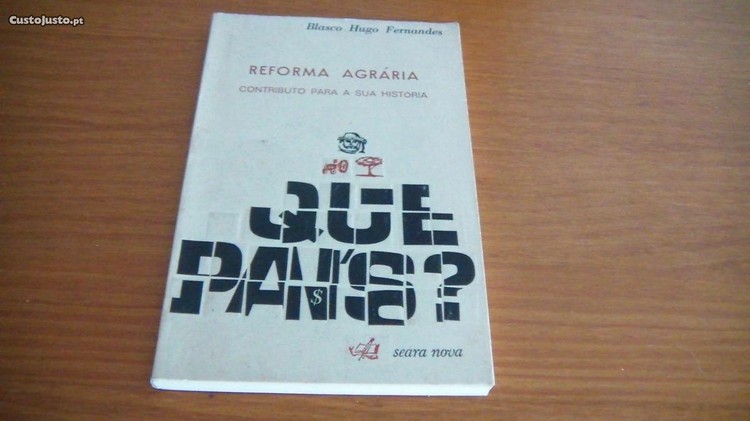 CustoJusto.pt
Blasco Hugo Fernandes
REFORMA AGRÁRIA
CONTRIBUTO PARA A SUA HISTÓRIA
QUE
PAÍS?
$
seara nova